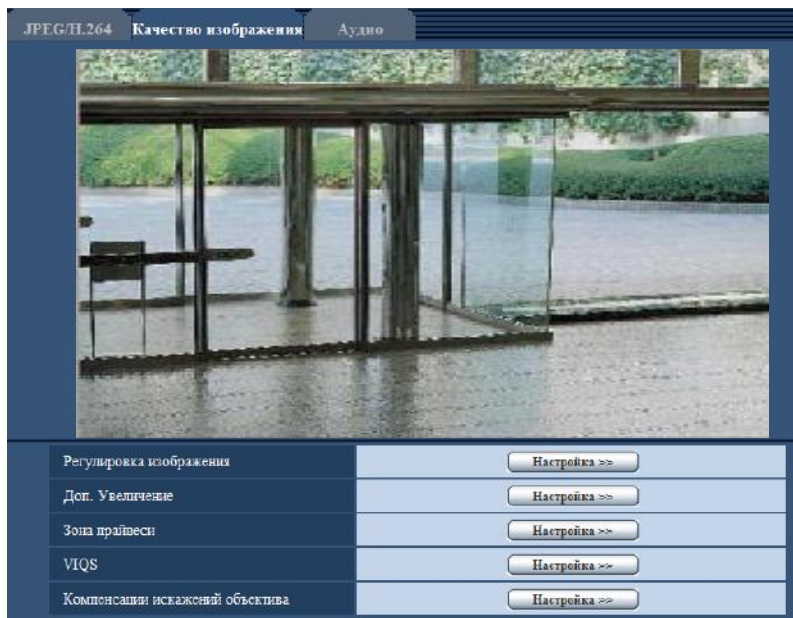 JPEG/H.264 Качество изображения Аудио
Регулировка изображения Настройка >>
Доп. Увеличение Настройка >>
Зона прайвеси Настройка >>
VIQS Настройка >>
Компенсации искажений объектива Настройка >>